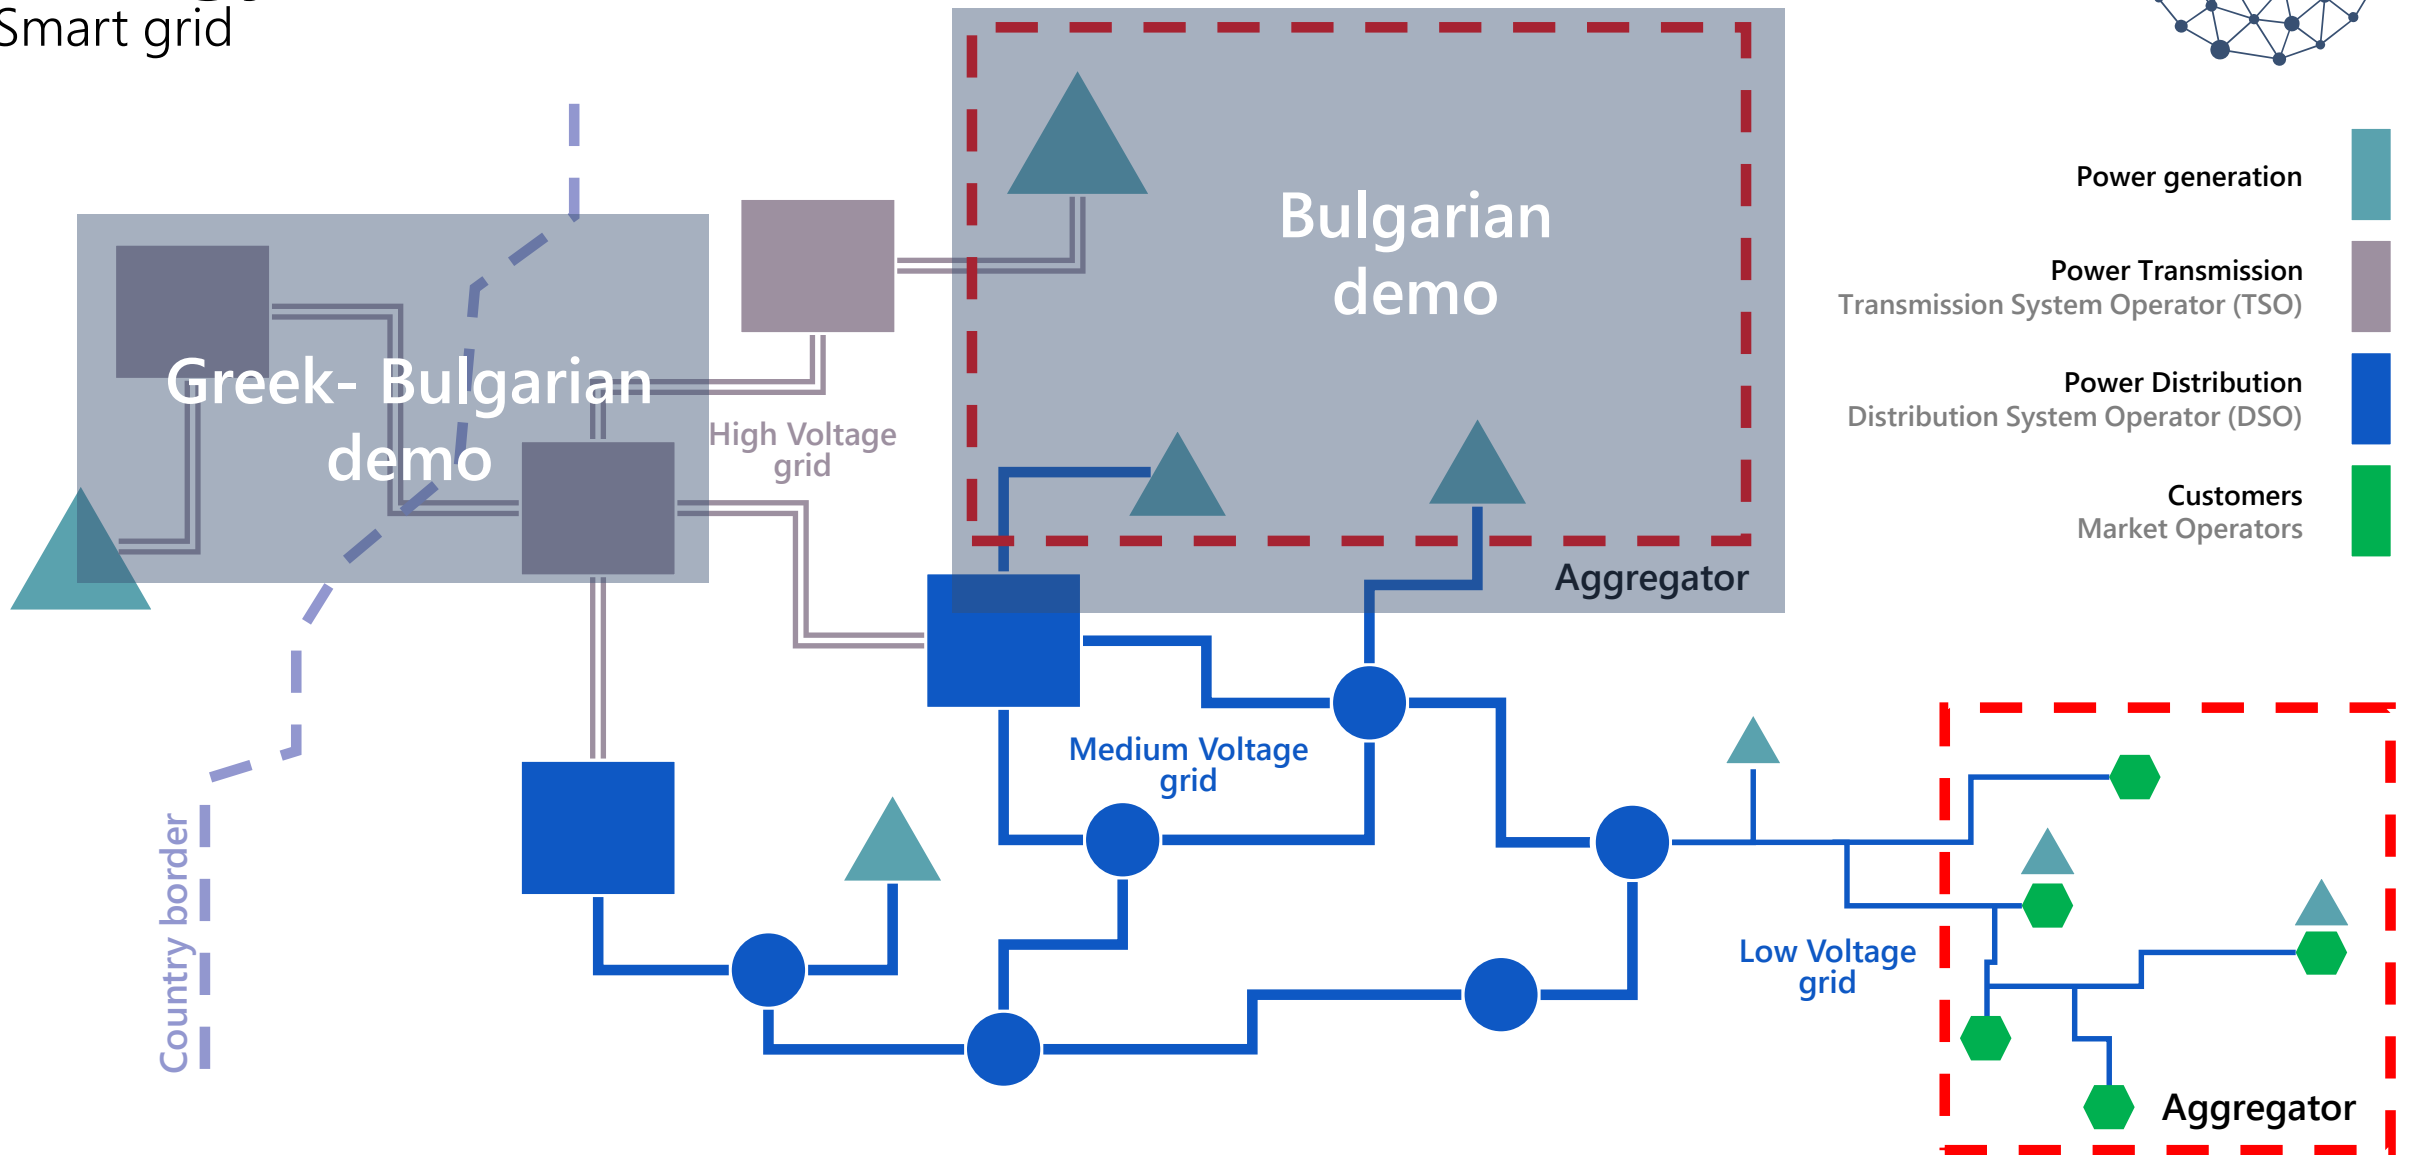 Smart grid
Bulgarian
demo
Greek- Bulgarian
demo
High Voltage
grid
Aggregator
Power generation
Power Transmission
Transmission System Operator (TSO)
Power Distribution
Distribution System Operator (DSO)
Customers
Market Operators
Medium Voltage
grid
Country border
Low Voltage
grid
Aggregator